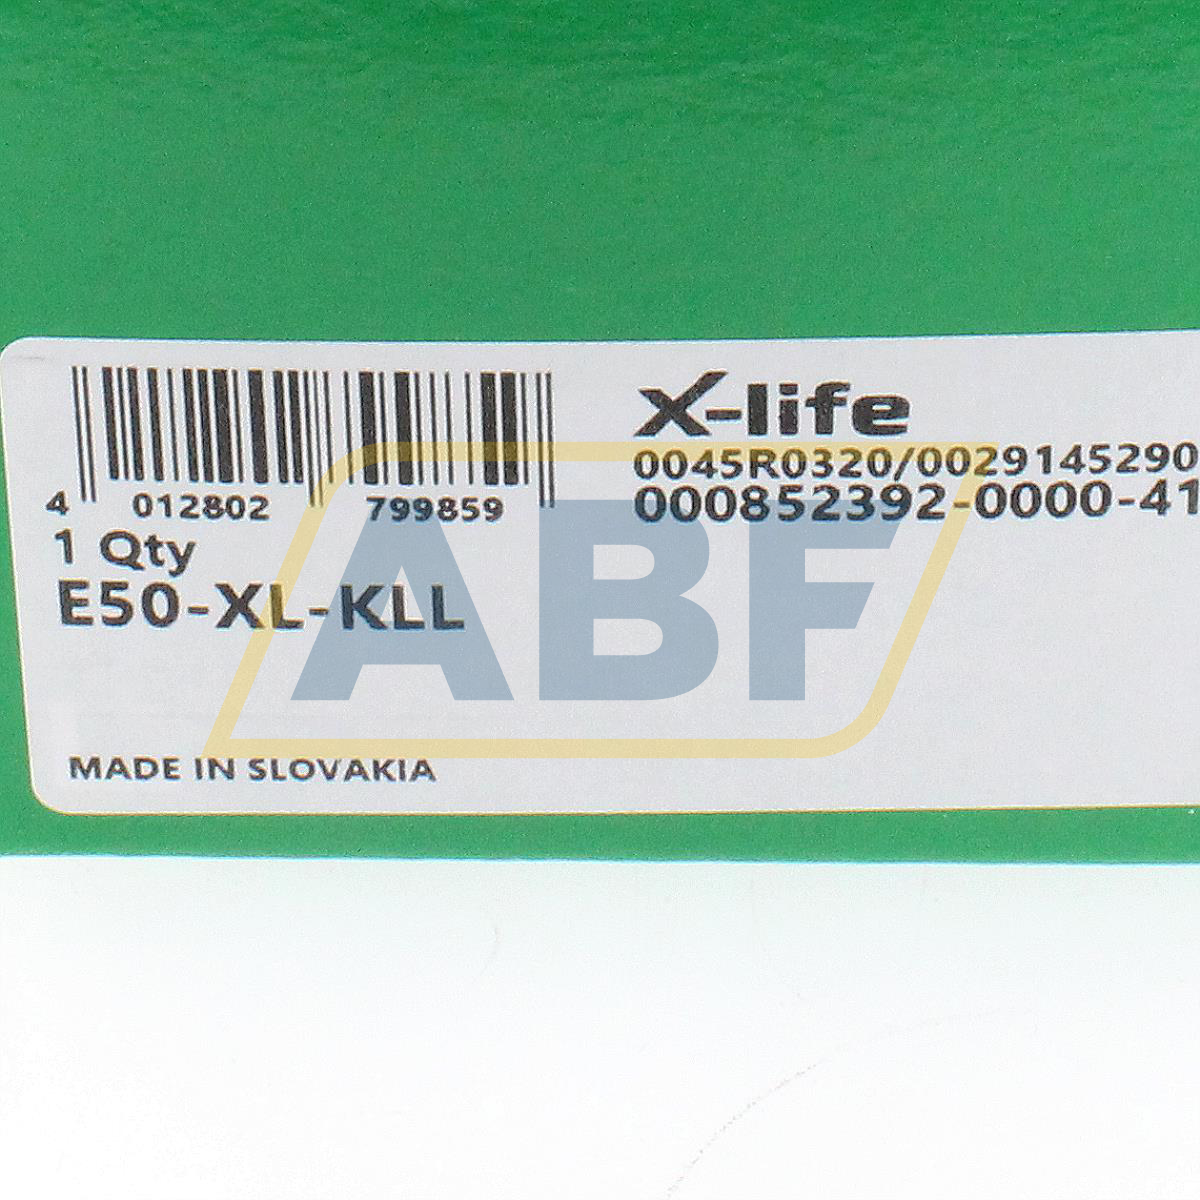 X-life
0045R0320/0029145290
000852392-0000-41
4 012802 799859
1 Qty
E50-XL-KLL
ABF
MADE IN SLOVAKIA